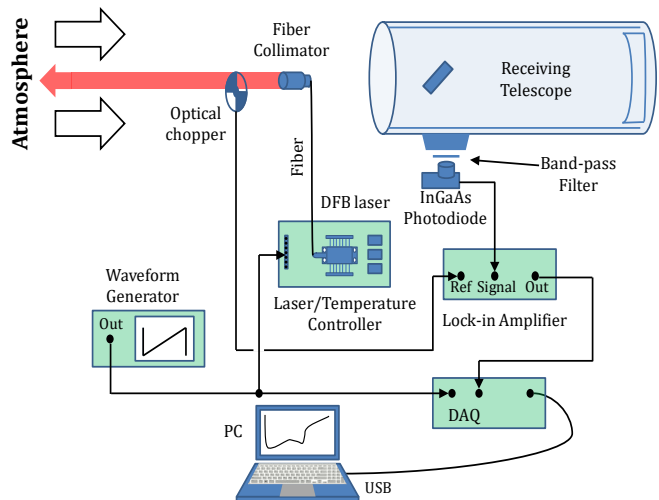 Atmosphere
Fiber
Collimator
Optical
chopper
Fiber
Receiving
Telescope
Band-pass
Filter
InGaAs
Photodiode
DFB laser
Laser/Temperature
Controller
Waveform
Generator
Out
Ref Signal Out
Lock-in Amplifier
DAQ
PC
USB